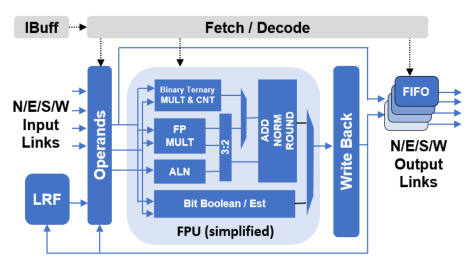 IBuff
Fetch / Decode
N/E/S/W
Input
Links
Operands
LRF
Binary Ternary
MULT & CNT
FP
MULT
3:2
ALN
ADD
NORM
ROUND
Bit Boolean / Est
FPU (simplified)
Write Back
FIFO
N/E/S/W
Output
Links